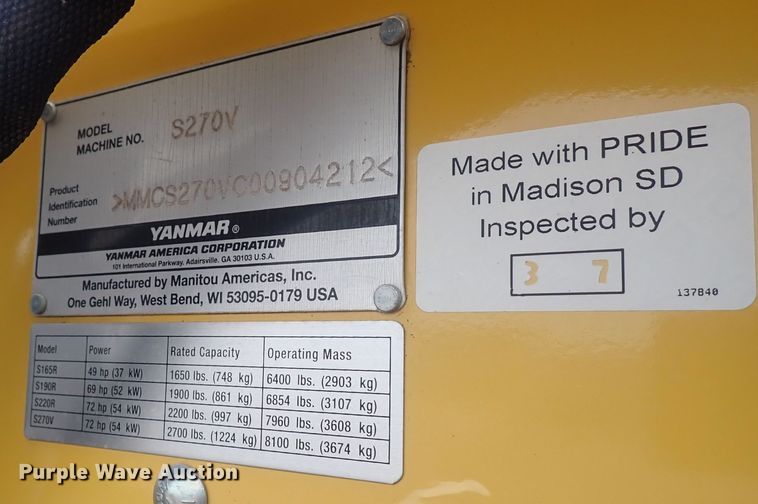 MODEL
MACHINE NO. S270V
Product
Identification
Number >MMCS270VC00904212<
YANMAR ®
YANMAR AMERICA CORPORATION
101 International Parkway, Adairsville, GA 30103 U.S.A.
Manufactured by Manitou Americas, Inc.
One Gehl Way, West Bend, WI 53095-0179 USA
Made with PRIDE
in Madison SD
Inspected by
3 7
137840
Model Power Rated Capacity Operating Mass
S165R 49 hp (37 kW) 1650 lbs. (748 kg) 6400 lbs. (2903 kg)
S190R 69 hp (52 kW) 1900 lbs. (861 kg) 6854 lbs. (3107 kg)
S220R 72 hp (54 kW) 2200 lbs. (997 kg) 7960 lbs. (3608 kg)
S270V 72 hp (54 kW) 2700 lbs. (1224 kg) 8100 lbs. (3674 kg)
Purple Wave Auction